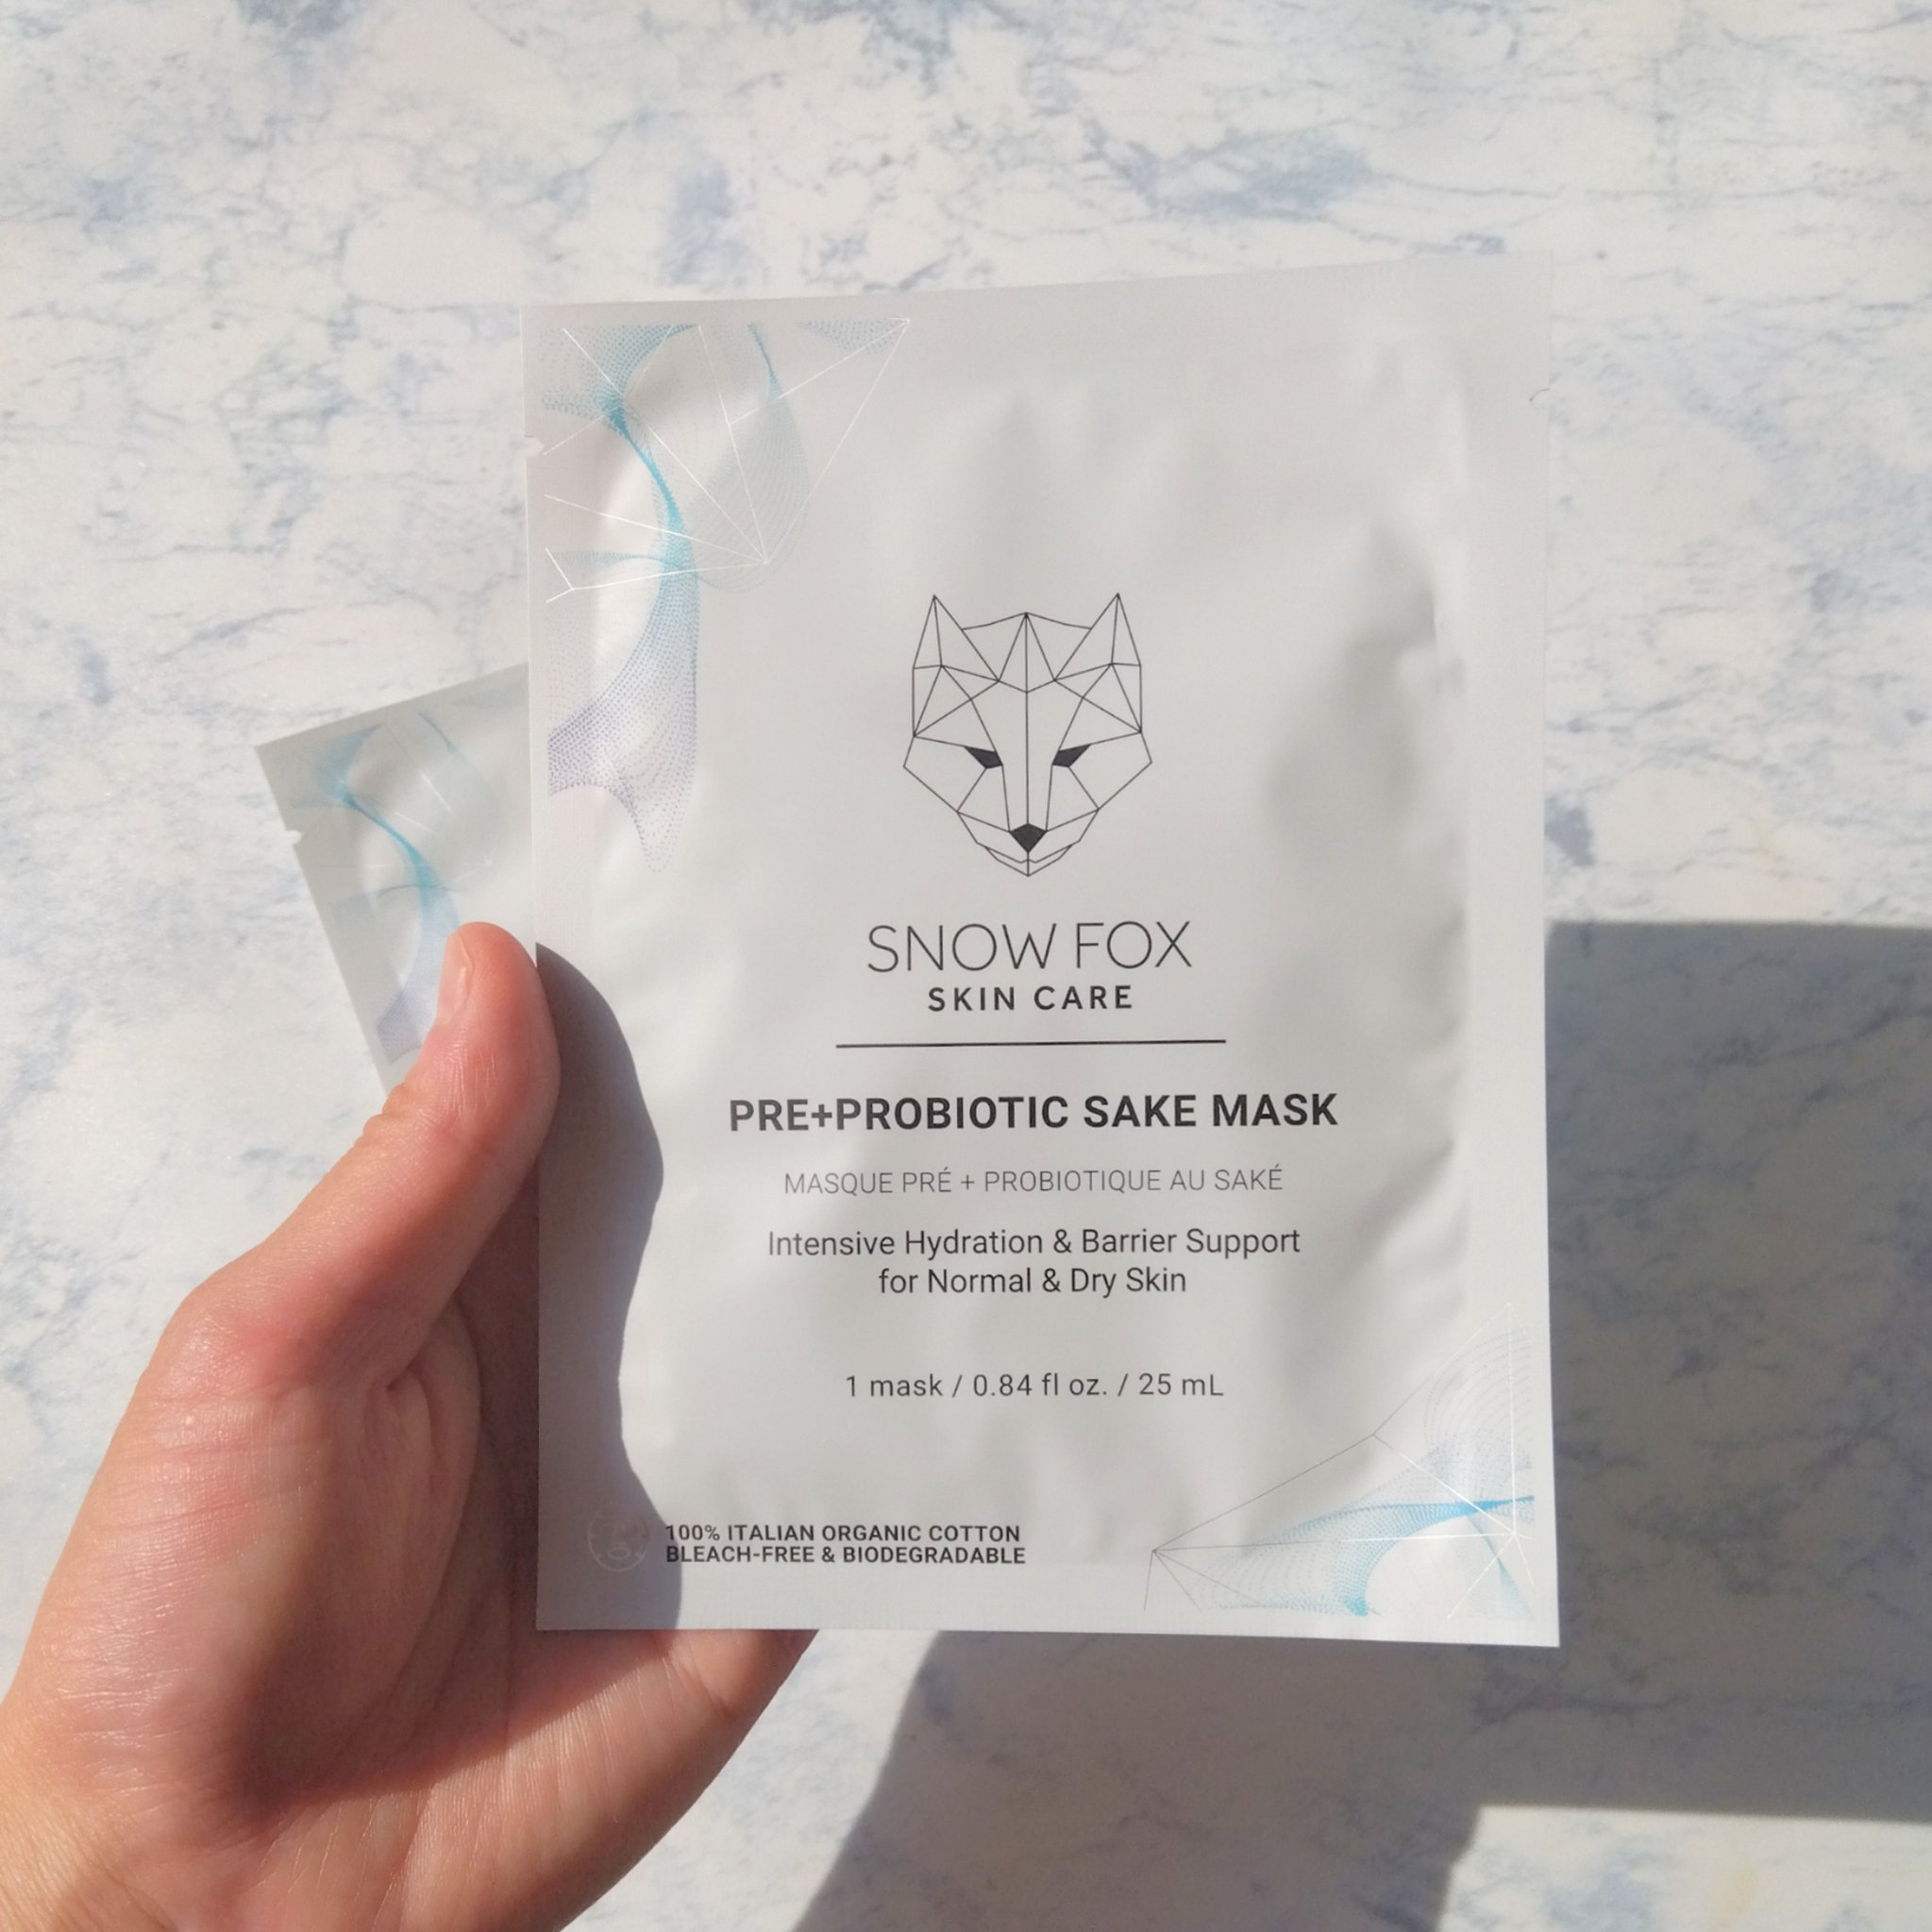 SNOW FOX
SKIN CARE
PRE+PROBIOTIC SAKE MASK
MASQUE PRÉ + PROBIOTIQUE AU SAKÉ
Intensive Hydration & Barrier Support
for Normal & Dry Skin
1 mask / 0.84 fl oz. / 25 mL
100% ITALIAN ORGANIC COTTON
BLEACH-FREE & BIODEGRADABLE